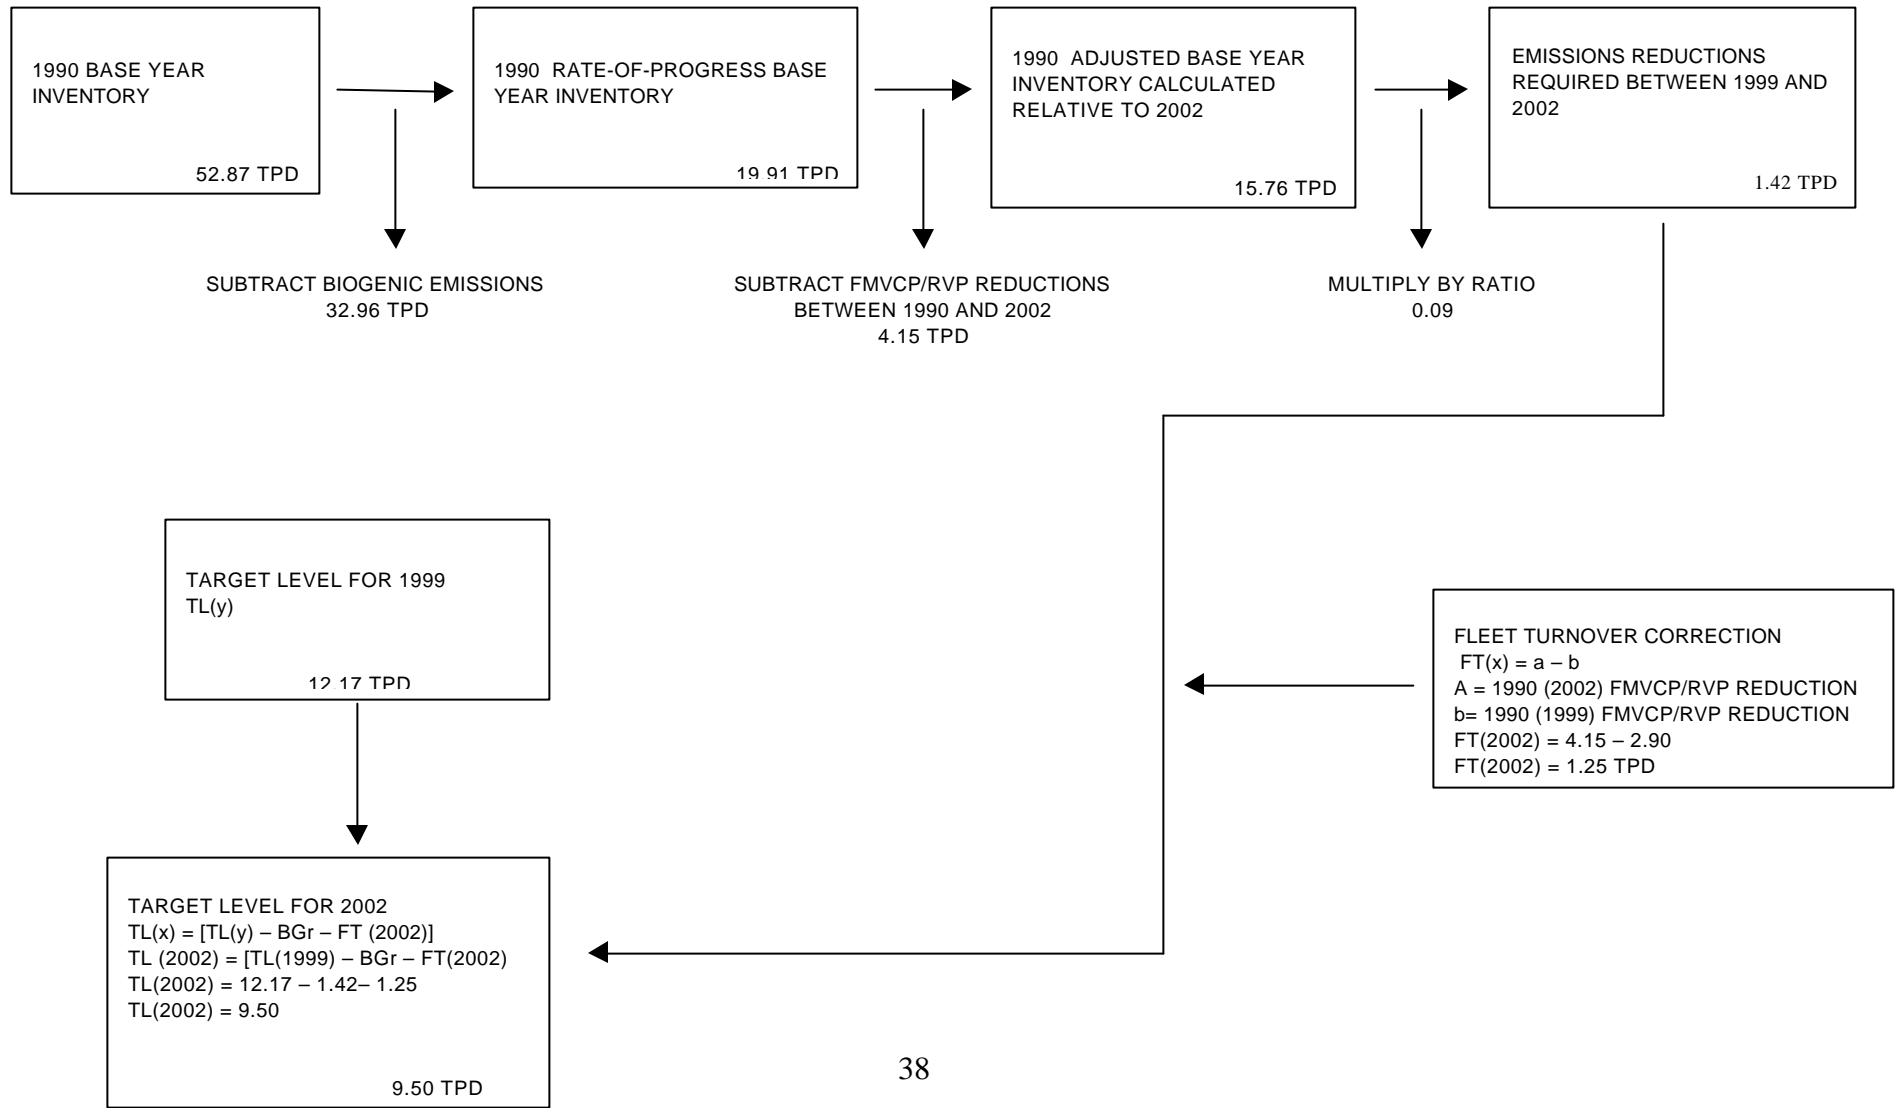 1990 BASE YEAR
INVENTORY
52.87 TPD
1990 RATE-OF-PROGRESS BASE
YEAR INVENTORY
19.91 TPD
1990 ADJUSTED BASE YEAR
INVENTORY CALCULATED
RELATIVE TO 2002
15.76 TPD
EMISSIONS REDUCTIONS
REQUIRED BETWEEN 1999 AND
2002
1.42 TPD
SUBTRACT BIOGENIC EMISSIONS
32.96 TPD
SUBTRACT FMVCP/RVP REDUCTIONS
BETWEEN 1990 AND 2002
4.15 TPD
MULTIPLY BY RATIO
0.09
TARGET LEVEL FOR 1999
TL(y)
12.17 TPD
FLEET TURNOVER CORRECTION
FT(x) = a – b
A = 1990 (2002) FMVCP/RVP REDUCTION
b= 1990 (1999) FMVCP/RVP REDUCTION
FT(2002) = 4.15 – 2.90
FT(2002) = 1.25 TPD
TARGET LEVEL FOR 2002
TL(x) = [TL(y) – BGr – FT (2002)]
TL (2002) = [TL(1999) – BGr – FT(2002)
TL(2002) = 12.17 – 1.42– 1.25
TL(2002) = 9.50
9.50 TPD
38